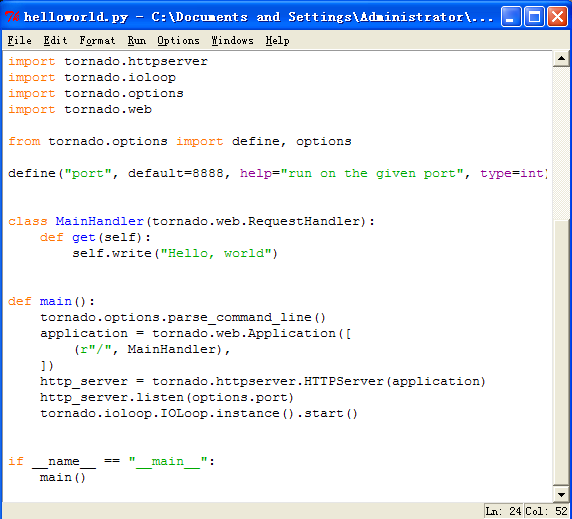 helloworld.py - C:\Documents and Settings\Administrator\...
File Edit Format Run Options Windows Help
import tornado.httpserver
import tornado.ioloop
import tornado.options
import tornado.web

from tornado.options import define, options

define("port", default=8888, help="run on the given port", type=int)


class MainHandler(tornado.web.RequestHandler):
    def get(self):
        self.write("Hello, world")


def main():
    tornado.options.parse_command_line()
    application = tornado.web.Application([
        (r"/", MainHandler),
    ])
    http_server = tornado.httpserver.HTTPServer(application)
    http_server.listen(options.port)
    tornado.ioloop.IOLoop.instance().start()


if __name__ == "__main__":
    main()
Ln: 24 Col: 52